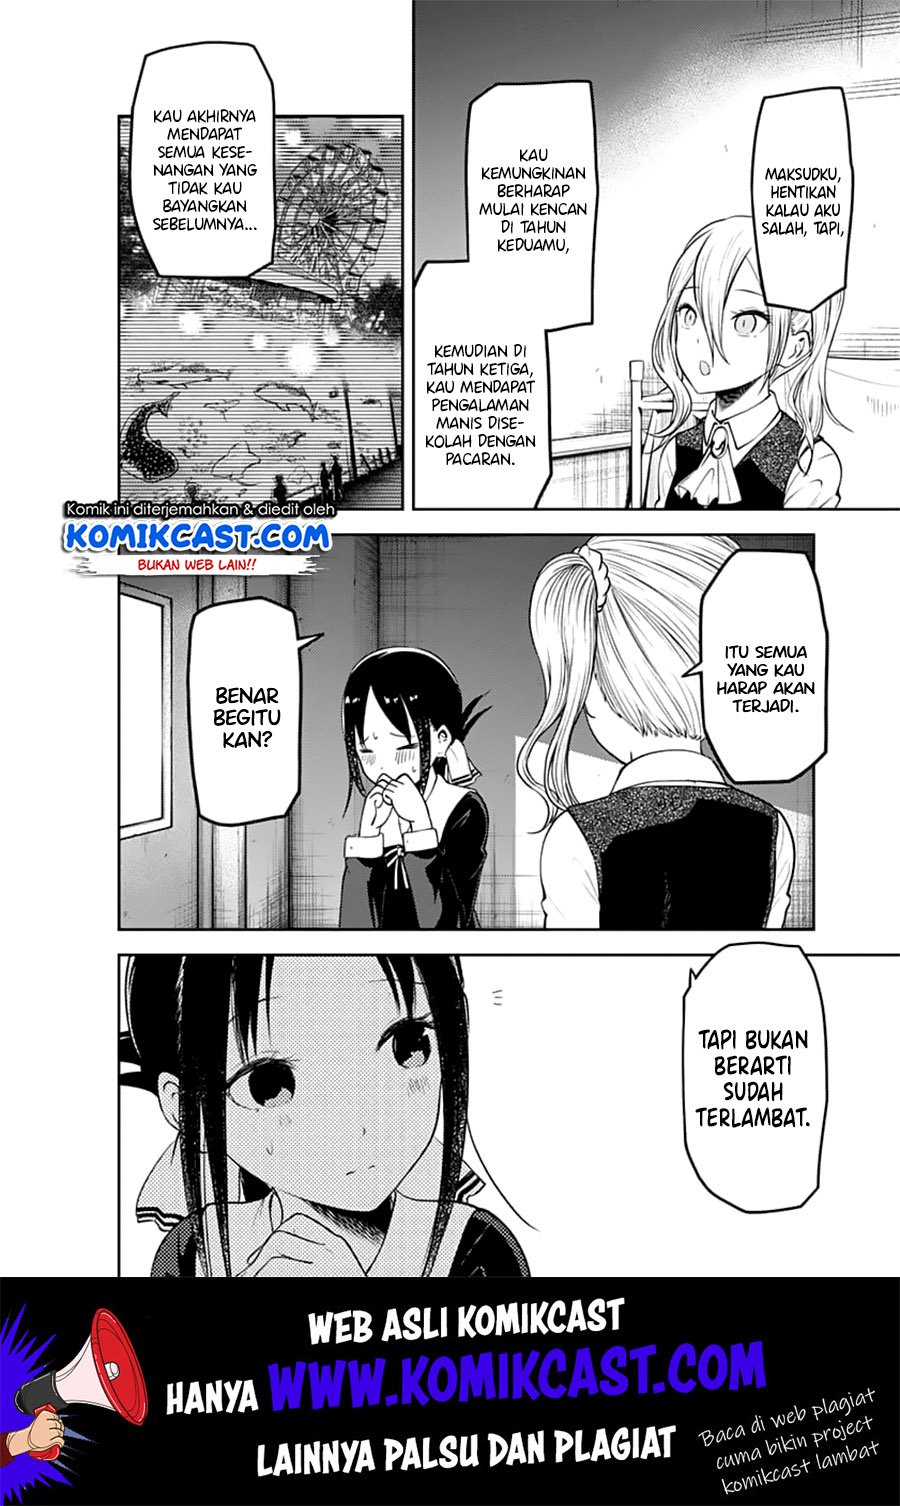 MAKSUDKU,
HENTIKAN
KALAU AKU
SALAH, TAPI,
KAU
KEMUNGKINAN
BERHARAP
MULAI KENCAN
DI TAHUN
KEDUAMU,
KEMUDIAN DI
TAHUN KETIGA,
KAU MENDAPAT
PENGALAMAN
MANIS DISE-
KOLAH DENGAN
PACARAN.
KAU AKHIRNYA
MENDAPAT
SEMUA KESE-
NANGAN YANG
TIDAK KAU
BAYANGKAN
SEBELUMNYA...
Komik ini diterjemahkan & diedit oleh
KOMIKCAST.COM
BUKAN WEB LAIN!!
ITU SEMUA
YANG KAU
HARAP AKAN
TERJADI.
BENAR
BEGITU
KAN?
TAPI BUKAN
BERARTI
SUDAH
TERLAMBAT.
WEB ASLI KOMIKCAST
HANYA WWW.KOMIKCAST.COM
LAINNYA PALSU DAN PLAGIAT
Baca di web plagiat
cuma bikin project
komikcast lambat